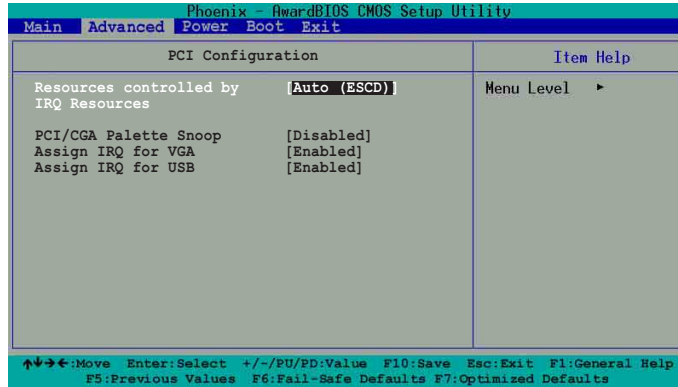 Phoenix - AwardBIOS CMOS Setup Utility
Main Advanced Power Boot Exit
PCI Configuration
Item Help
Resources controlled by [Auto (ESCD)]
IRQ Resources
Menu Level ▶
PCI/CGA Palette Snoop [Disabled]
Assign IRQ for VGA [Enabled]
Assign IRQ for USB [Enabled]
↑↓→←:Move Enter:Select +/-/PU/PD:Value F10:Save Esc:Exit F1:General Help
F5:Previous Values F6:Fail-Safe Defaults F7:Optimized Defaults